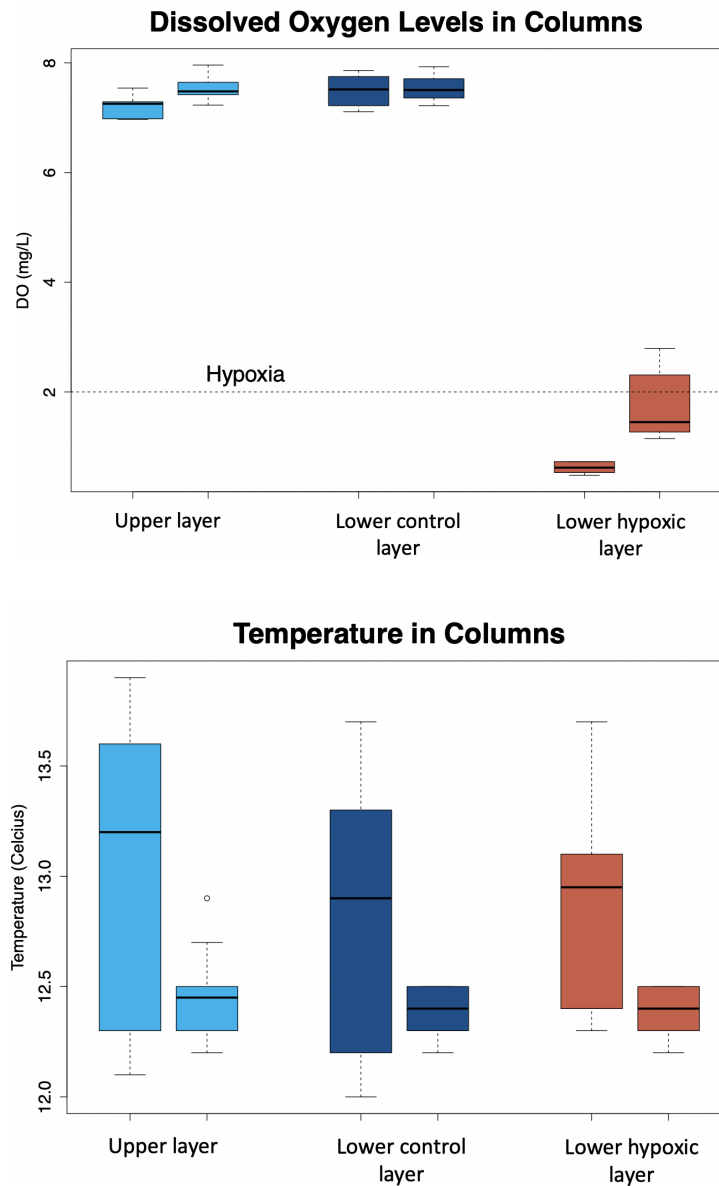 Dissolved Oxygen Levels in Columns
8
6
4
2
DO (mg/L)
Hypoxia
Upper layer
Lower control
layer
Lower hypoxic
layer
Temperature in Columns
13.5
13.0
12.5
12.0
Temperature (Celcius)
Upper layer
Lower control
layer
Lower hypoxic
layer